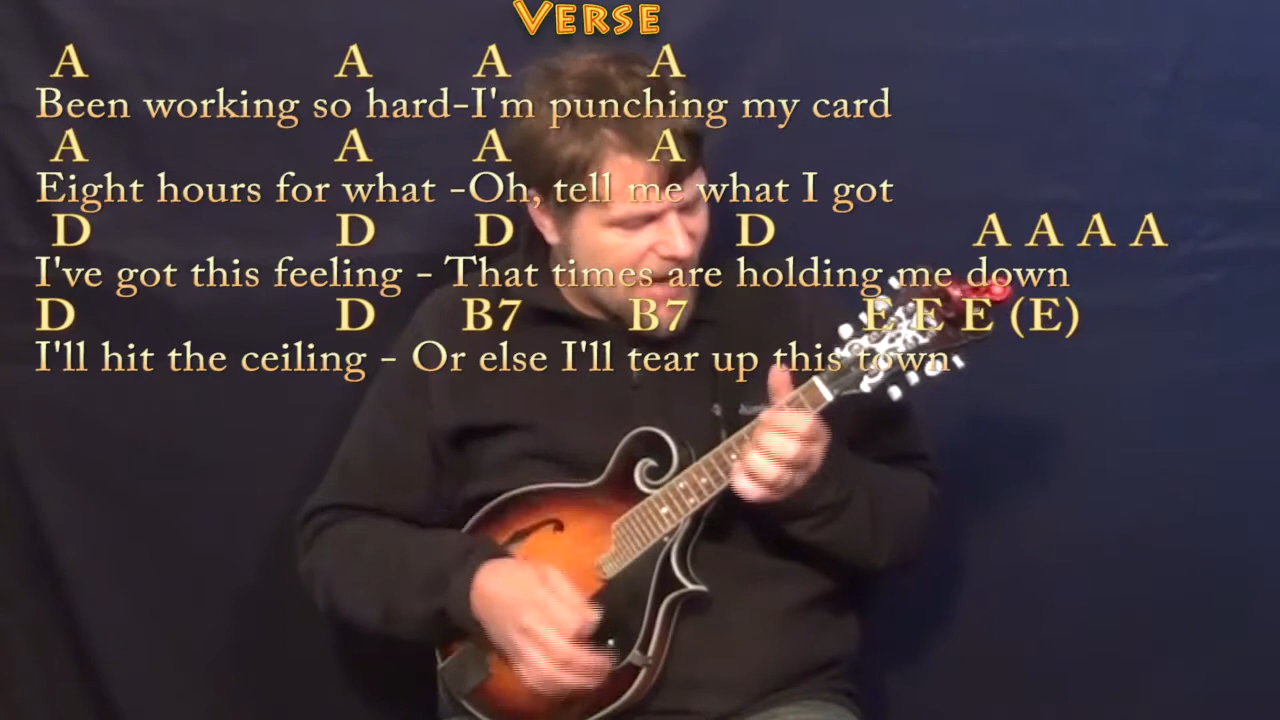 VERSE
A A A A
Been working so hard-I'm punching my card
A A A A
Eight hours for what -Oh, tell me what I got
D D D D A A A A
I've got this feeling - That times are holding me down
D D B7 B7 E E E (E)
I'll hit the ceiling - Or else I'll tear up this town